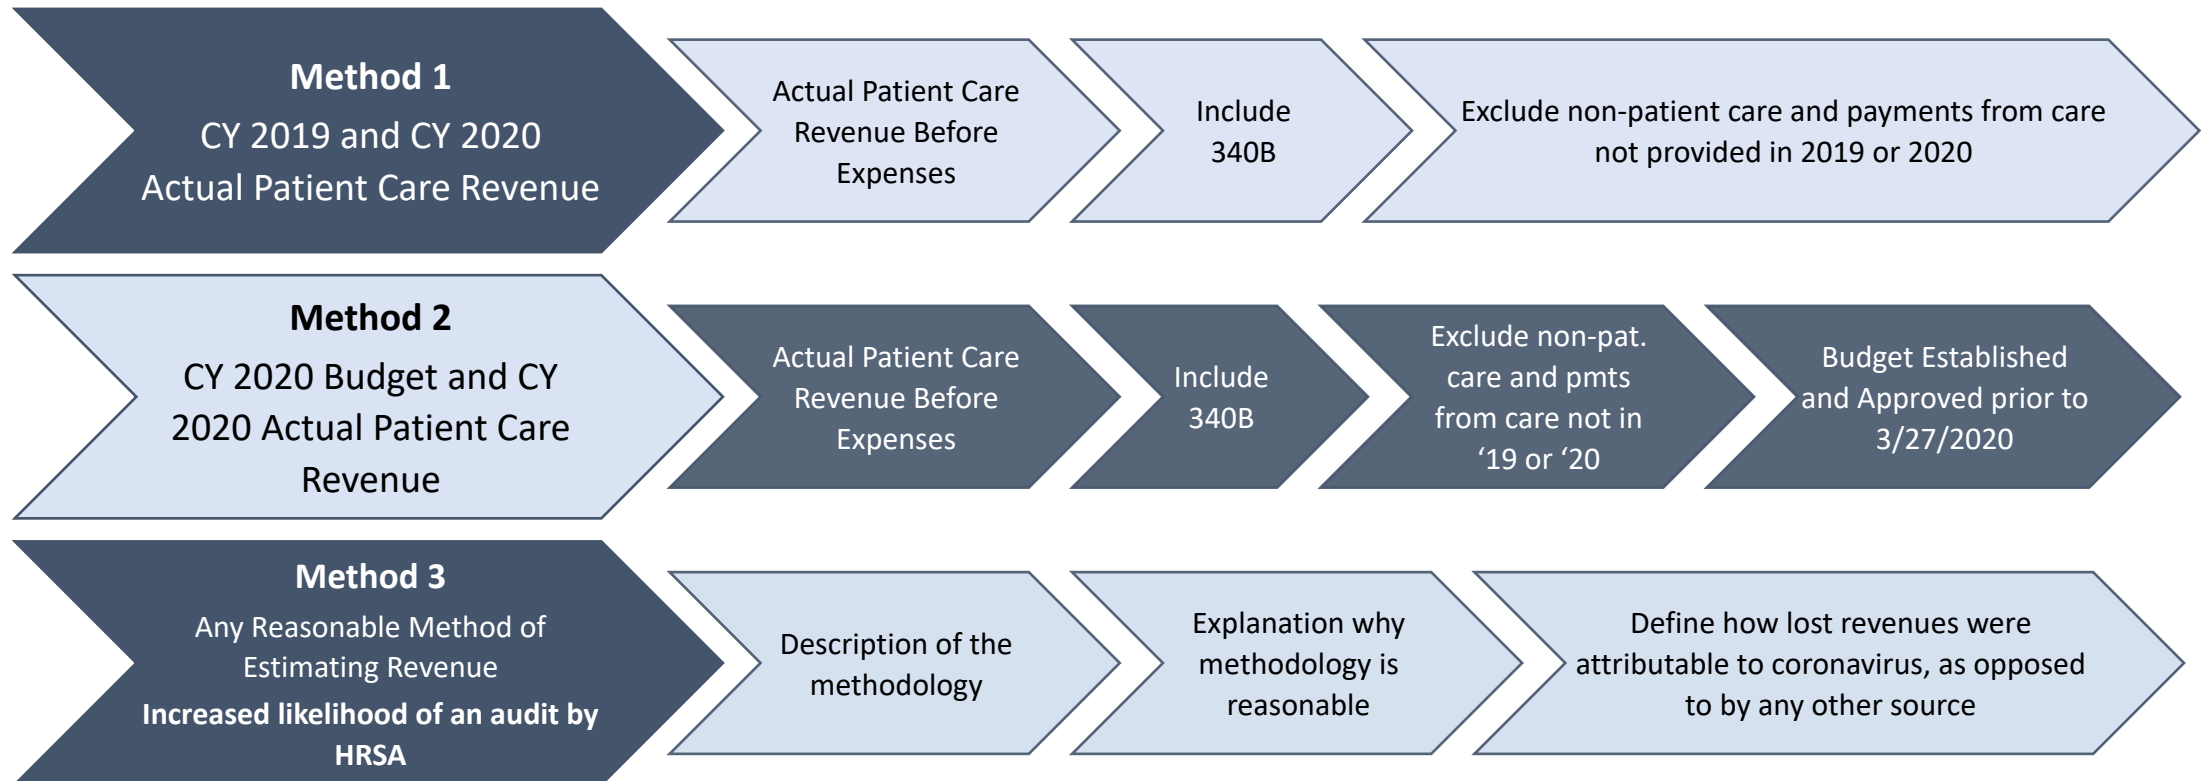 Method 1
CY 2019 and CY 2020
Actual Patient Care Revenue
Actual Patient Care
Revenue Before
Expenses
Include
340B
Exclude non-patient care and payments from care
not provided in 2019 or 2020
Method 2
CY 2020 Budget and CY
2020 Actual Patient Care
Revenue
Actual Patient Care
Revenue Before
Expenses
Include
340B
Exclude non-pat.
care and pmts
from care not in
‘19 or ‘20
Budget Established
and Approved prior to
3/27/2020
Method 3
Any Reasonable Method of
Estimating Revenue
Increased likelihood of an audit by
HRSA
Description of the
methodology
Explanation why
methodology is
reasonable
Define how lost revenues were
attributable to coronavirus, as opposed
to by any other source